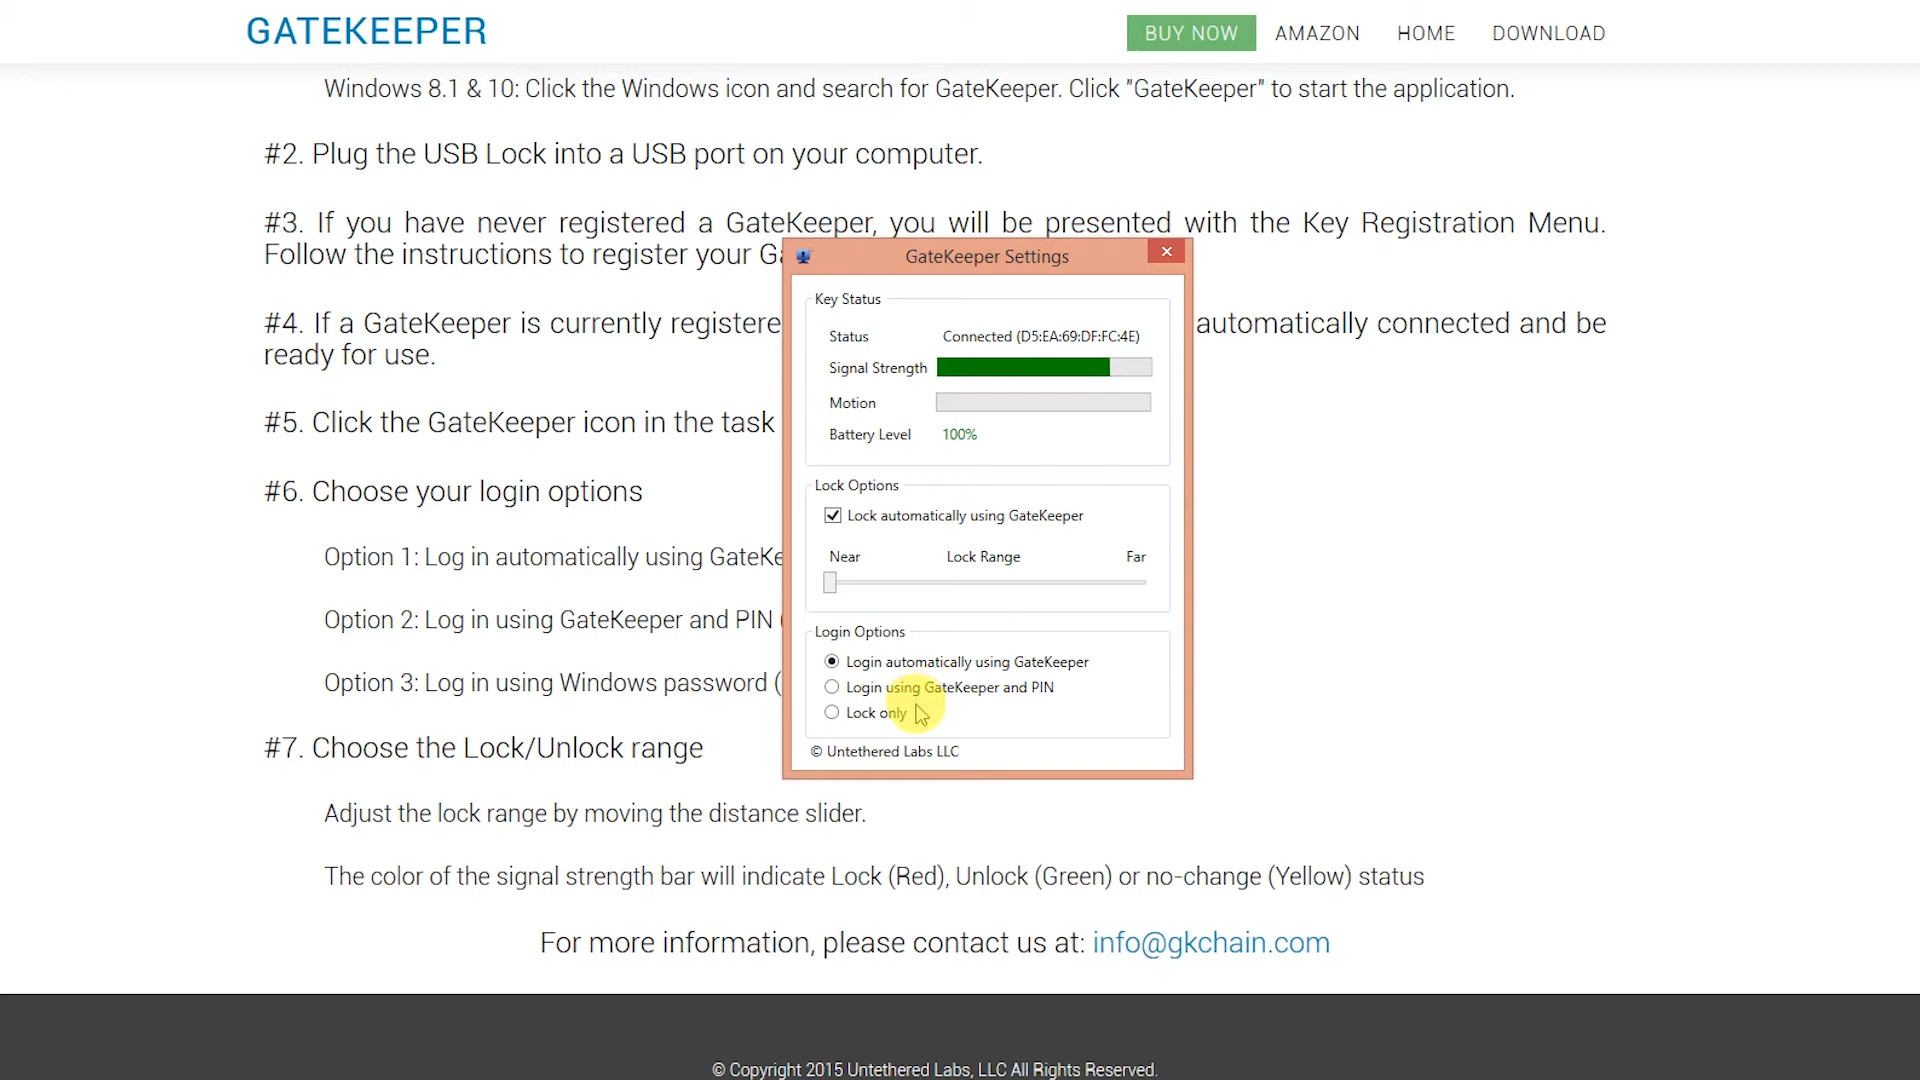 GATEKEEPER
BUY NOW
AMAZON
HOME
DOWNLOAD
Windows 8.1 & 10: Click the Windows icon and search for GateKeeper. Click "GateKeeper" to start the application.
#2. Plug the USB Lock into a USB port on your computer.
#3. If you have never registered a GateKeeper, you will be presented with the Key Registration Menu.
Follow the instructions to register your Ga
#4. If a GateKeeper is currently registere automatically connected and be
ready for use.
#5. Click the GateKeeper icon in the task
#6. Choose your login options
Option 1: Log in automatically using GateKe
Option 2: Log in using GateKeeper and PIN (
Option 3: Log in using Windows password (
#7. Choose the Lock/Unlock range
Adjust the lock range by moving the distance slider.
The color of the signal strength bar will indicate Lock (Red), Unlock (Green) or no-change (Yellow) status
For more information, please contact us at: info@gkchain.com
© Copyright 2015 Untethered Labs, LLC All Rights Reserved.
GateKeeper Settings
Key Status
Status Connected (D5:EA:69:DF:FC:4E)
Signal Strength
Motion
Battery Level 100%
Lock Options
Lock automatically using GateKeeper
Near Lock Range Far
Login Options
Login automatically using GateKeeper
Login using GateKeeper and PIN
Lock only
© Untethered Labs LLC